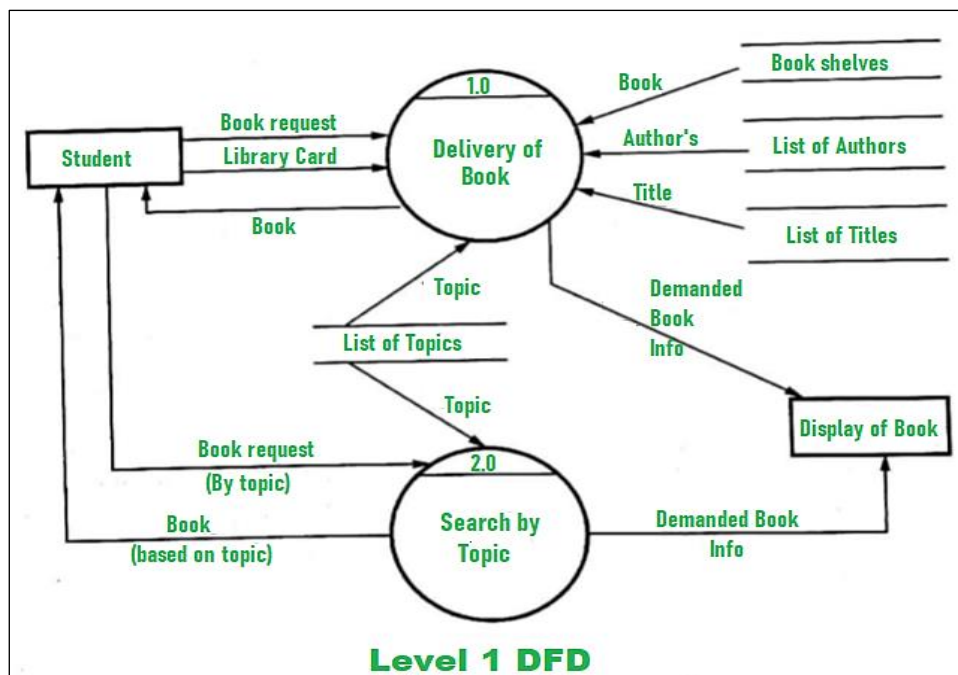 1.0
Delivery of
Book
Book request
Library Card
Book
Student
Book
Book shelves
Author's
List of Authors
Title
List of Titles
Topic
List of Topics
Topic
Demanded
Book
Info
Display of Book
Book request
(By topic)
2.0
Search by
Topic
Book
(based on topic)
Demanded Book
Info
Level 1 DFD